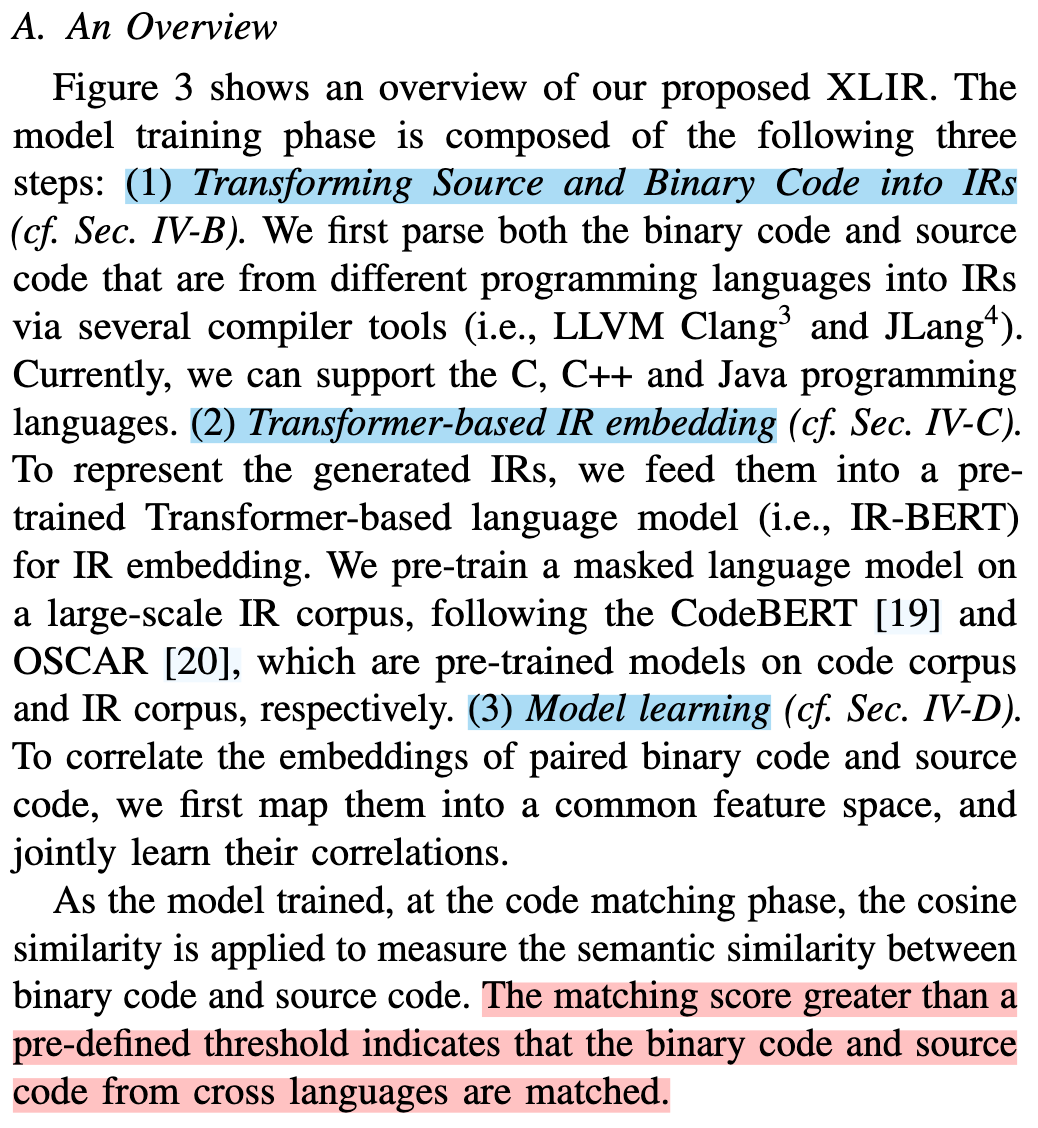 A. An Overview
Figure 3 shows an overview of our proposed XLIR. The
model training phase is composed of the following three
steps: (1) Transforming Source and Binary Code into IRs
(cf. Sec. IV-B). We first parse both the binary code and source
code that are from different programming languages into IRs
via several compiler tools (i.e., LLVM Clang³ and JLang⁴).
Currently, we can support the C, C++ and Java programming
languages. (2) Transformer-based IR embedding (cf. Sec. IV-C).
To represent the generated IRs, we feed them into a pre-
trained Transformer-based language model (i.e., IR-BERT)
for IR embedding. We pre-train a masked language model on
a large-scale IR corpus, following the CodeBERT [19] and
OSCAR [20], which are pre-trained models on code corpus
and IR corpus, respectively. (3) Model learning (cf. Sec. IV-D).
To correlate the embeddings of paired binary code and source
code, we first map them into a common feature space, and
jointly learn their correlations.
As the model trained, at the code matching phase, the cosine
similarity is applied to measure the semantic similarity between
binary code and source code. The matching score greater than a
pre-defined threshold indicates that the binary code and source
code from cross languages are matched.